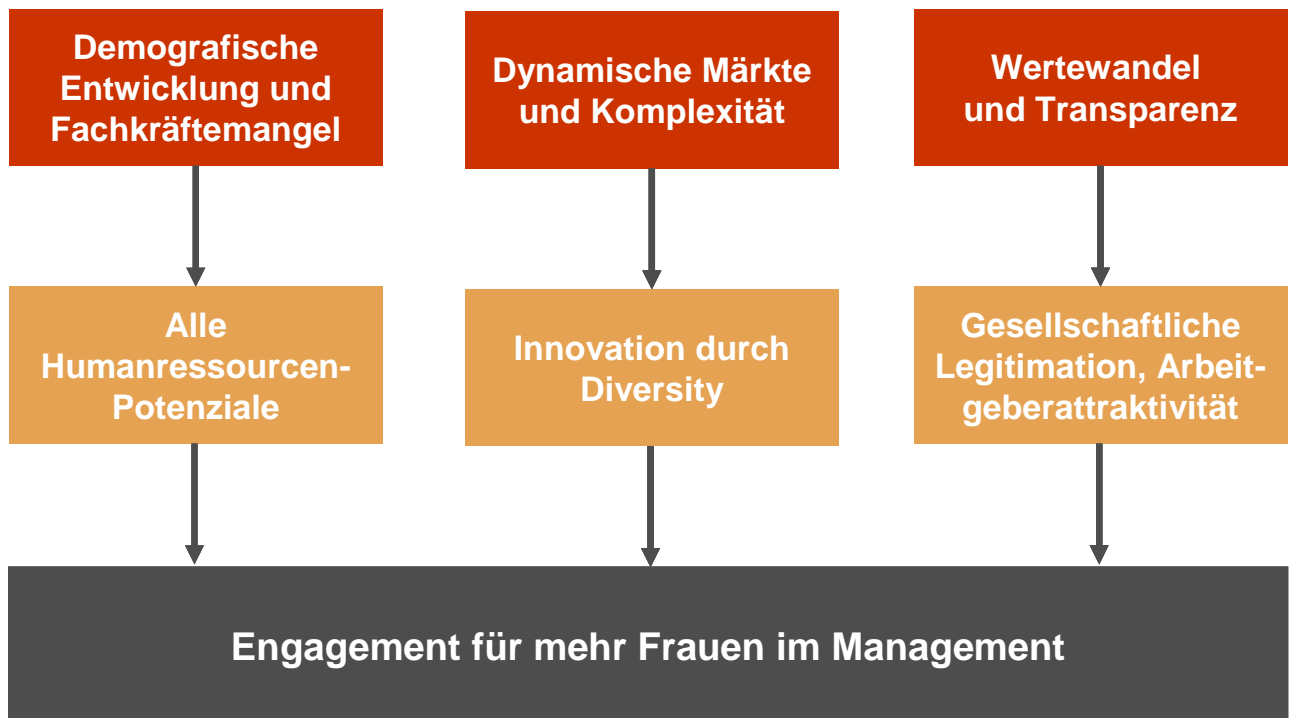 Demografische
Entwicklung und
Fachkräftemangel
Dynamische Märkte
und Komplexität
Wertewandel
und Transparenz
Alle
Humanressourcen-
Potenziale
Innovation durch
Diversity
Gesellschaftliche
Legitimation, Arbeit-
geberattraktivität
Engagement für mehr Frauen im Management